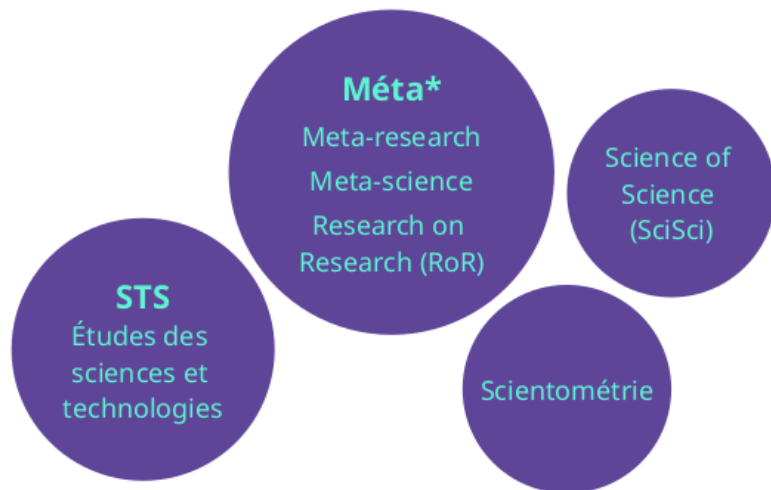 Méta*
Meta-research
Meta-science
Research on
Research (RoR)
Science of
Science
(SciSci)
STS
Études des
sciences et
technologies
Scientométrie